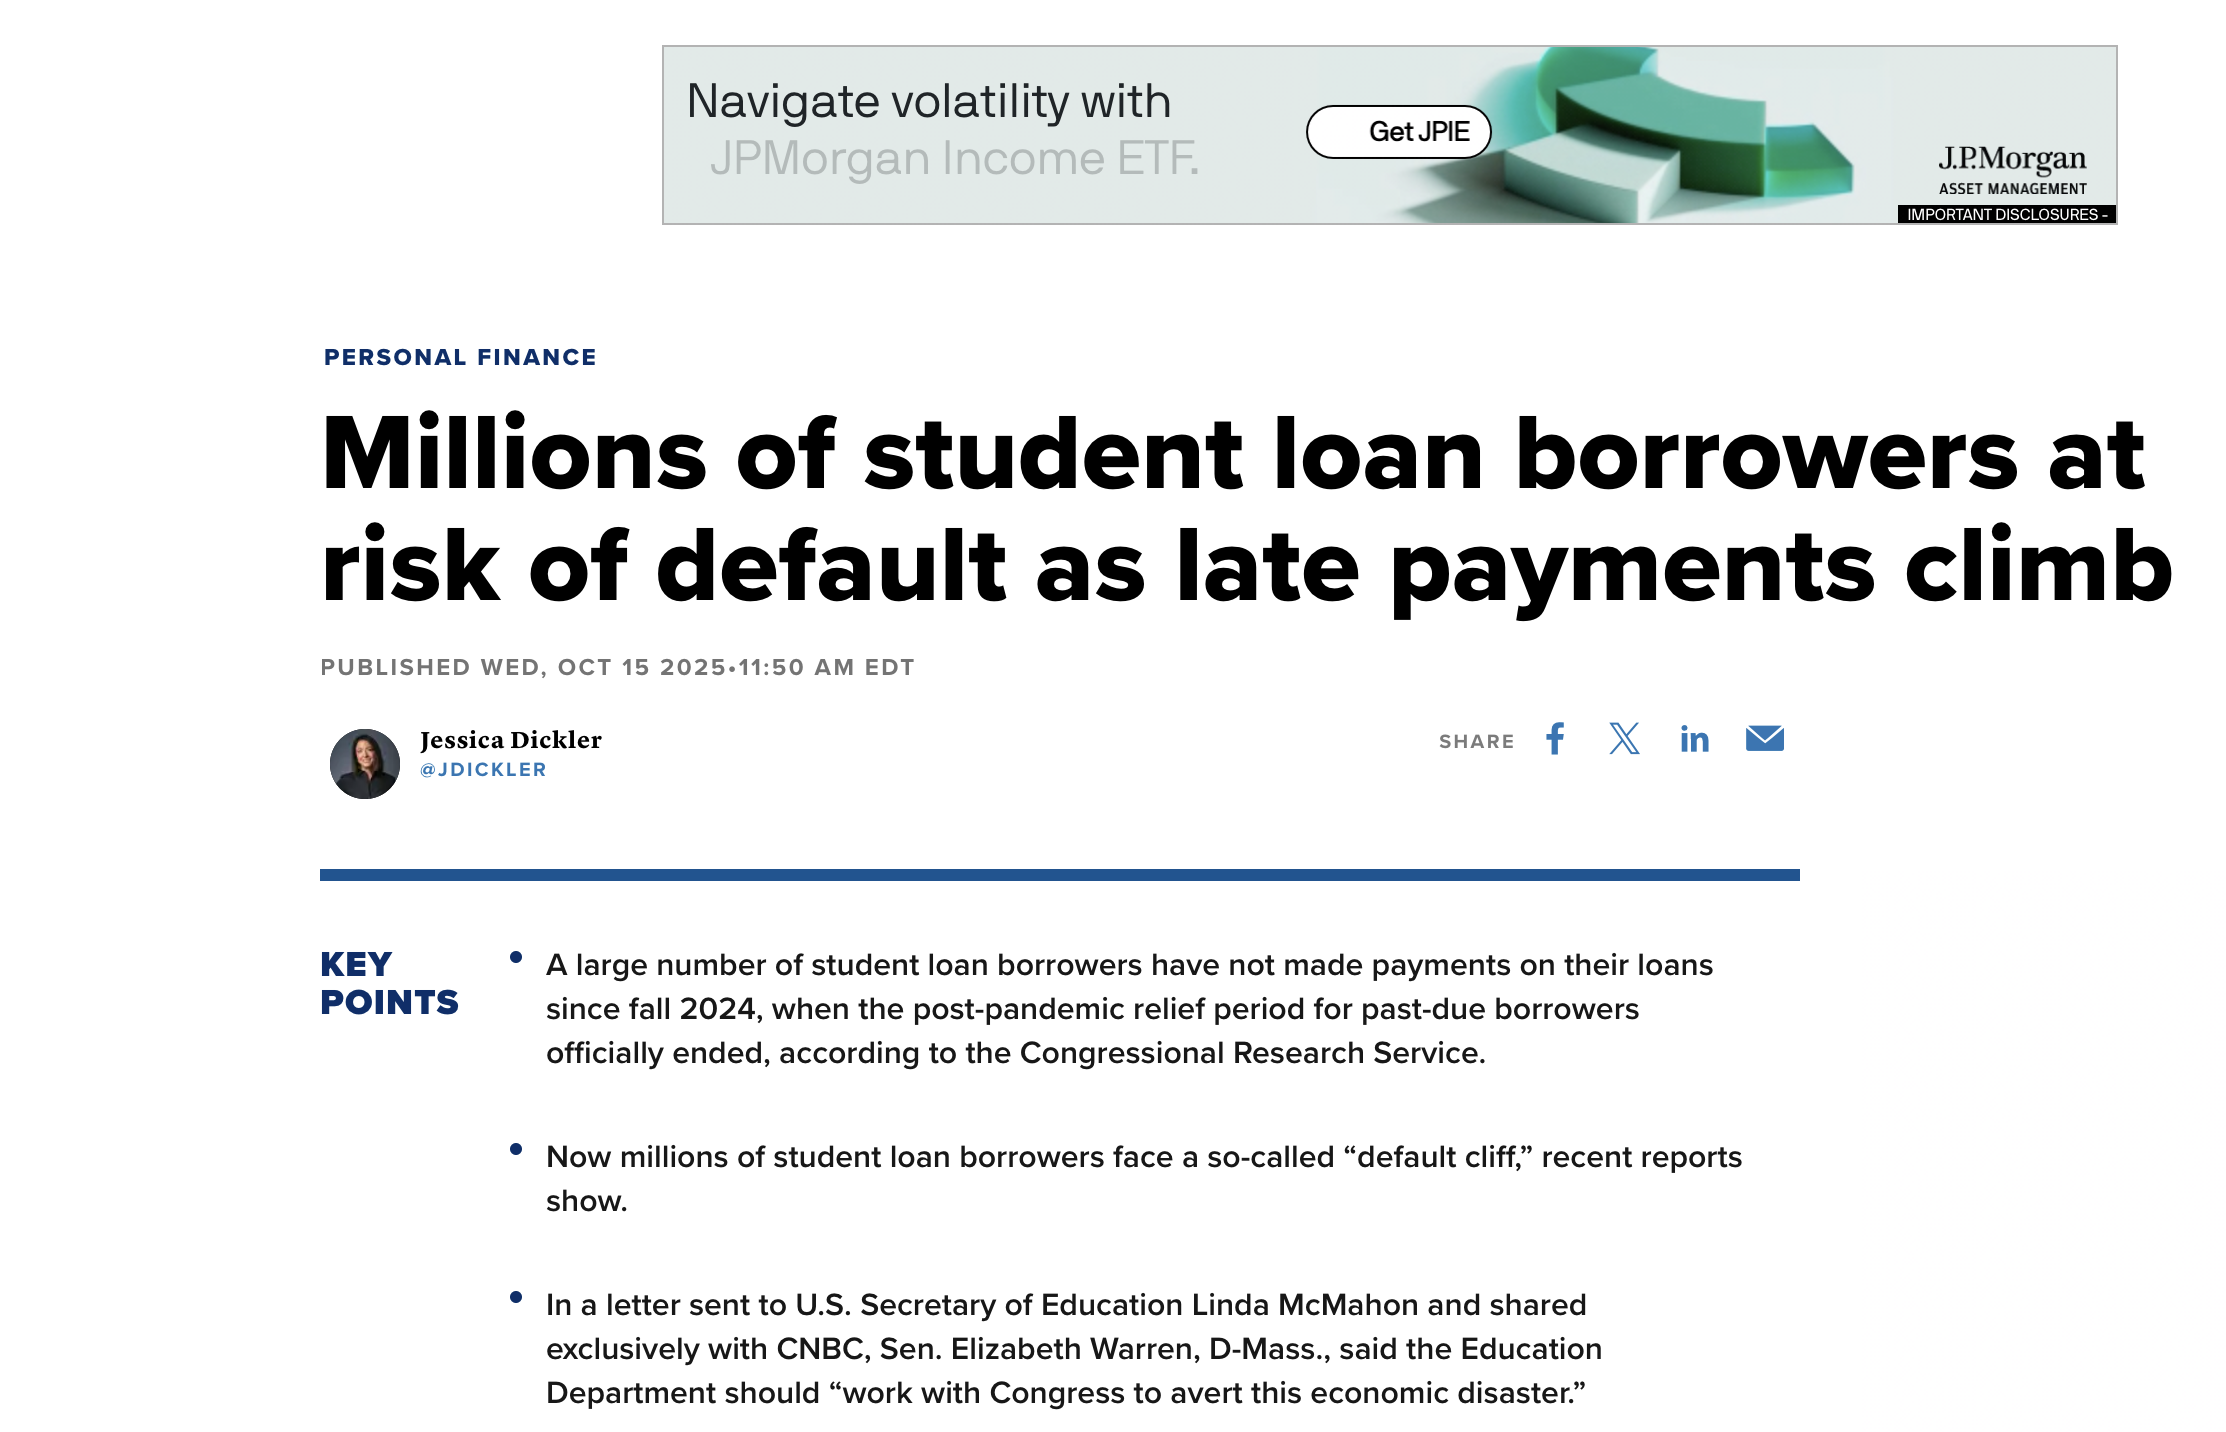 Navigate volatility with
JPMorgan Income ETF.
Get JPIE
J.P.Morgan
ASSET MANAGEMENT
IMPORTANT DISCLOSURES -
PERSONAL FINANCE
Millions of student loan borrowers at
risk of default as late payments climb
PUBLISHED WED, OCT 15 2025•11:50 AM EDT
Jessica Dickler
@JDICKLER
SHARE
KEY
POINTS
• A large number of student loan borrowers have not made payments on their loans
since fall 2024, when the post-pandemic relief period for past-due borrowers
officially ended, according to the Congressional Research Service.
• Now millions of student loan borrowers face a so-called “default cliff,” recent reports
show.
• In a letter sent to U.S. Secretary of Education Linda McMahon and shared
exclusively with CNBC, Sen. Elizabeth Warren, D-Mass., said the Education
Department should “work with Congress to avert this economic disaster.”